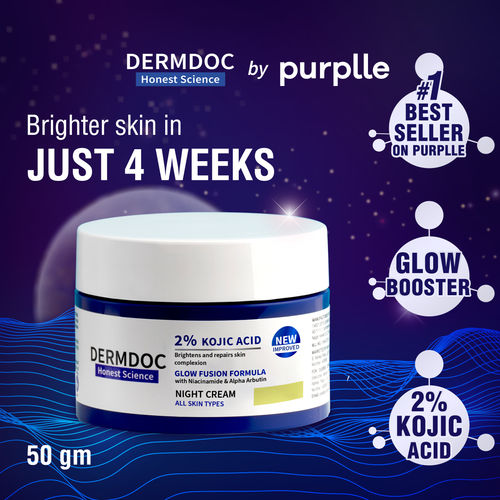 DERMDOC
Honest Science
by purplle
#1
BEST
SELLER
ON PURPLLE
Brighter skin in
JUST 4 WEEKS
GLOW
BOOSTER
2% KOJIC ACID
Brightens and repairs skin
complexion
NEW
IMPROVED
DERMDOC
Honest Science
GLOW FUSION FORMULA
with Niacinamide & Alpha Arbutin
NIGHT CREAM
ALL SKIN TYPES
2%
KOJIC
ACID
50 gm